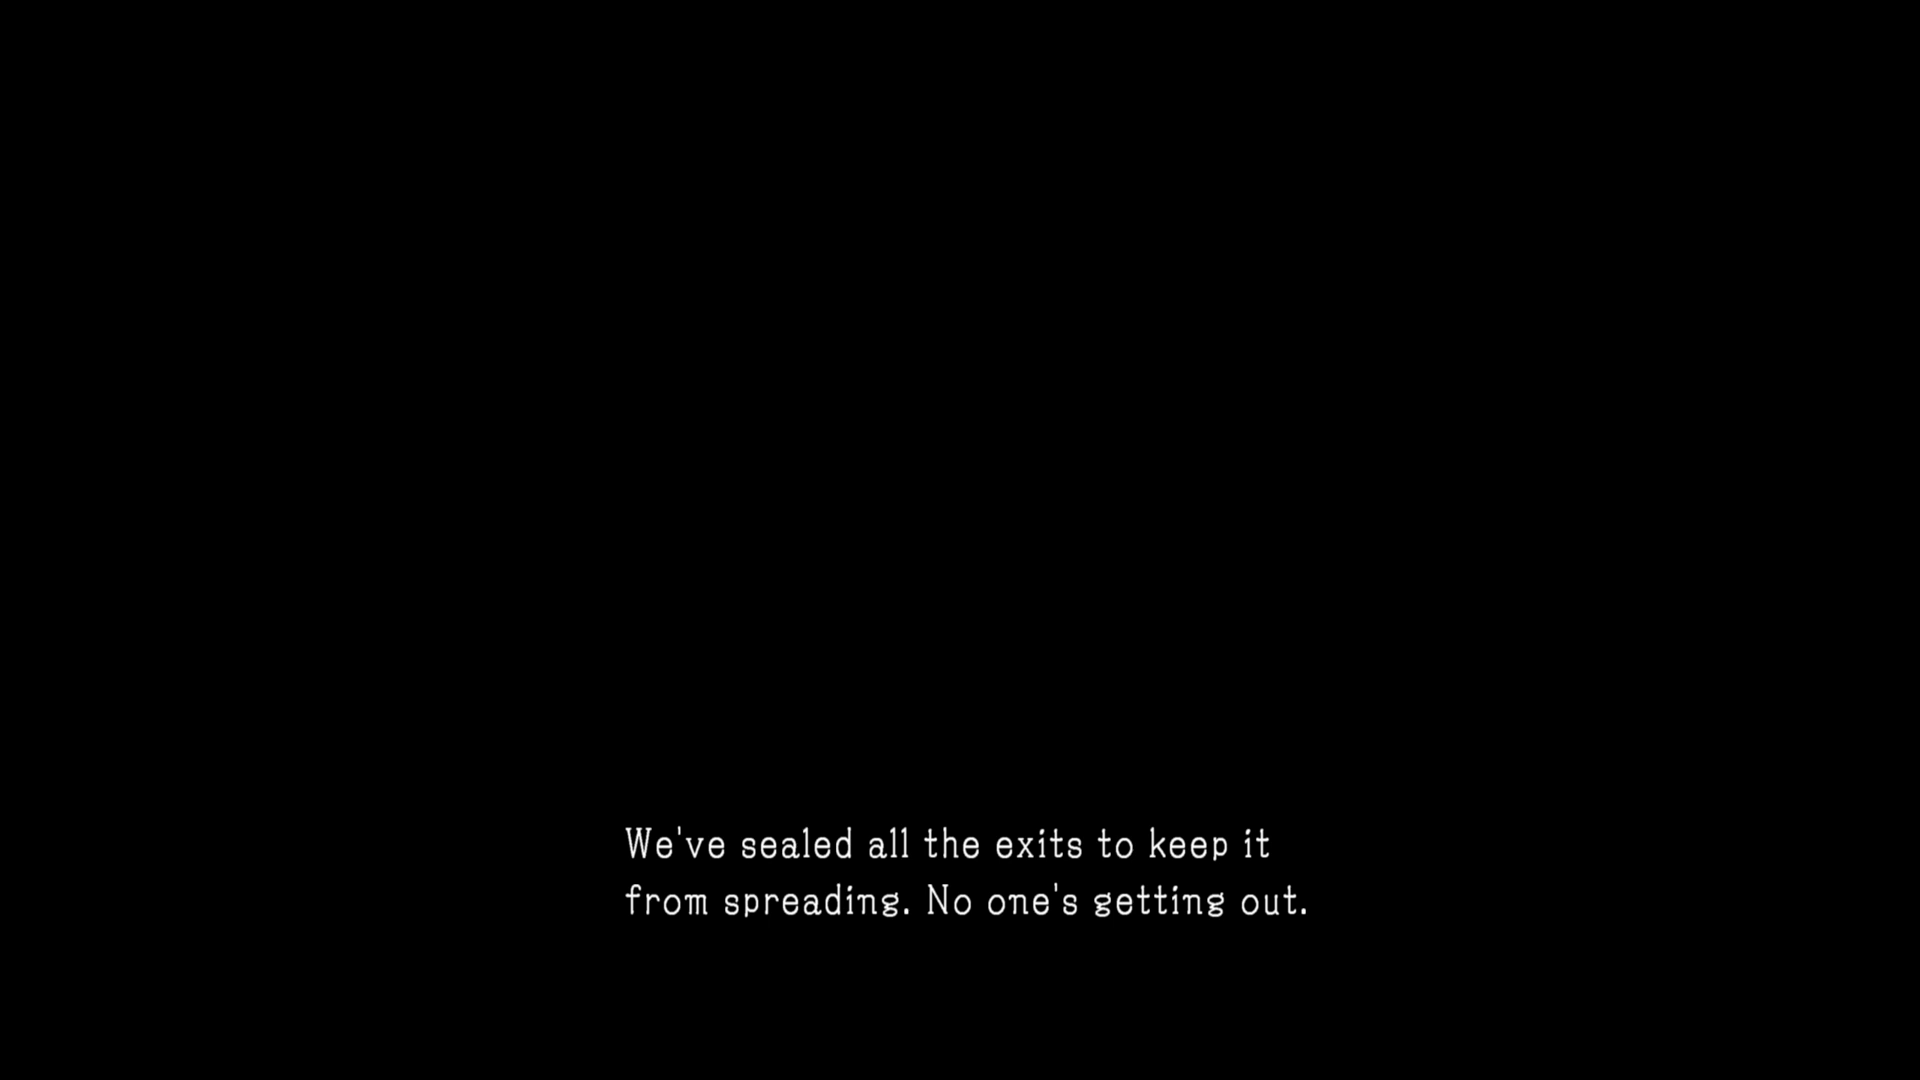 We've sealed all the exits to keep it
from spreading. No one's getting out.